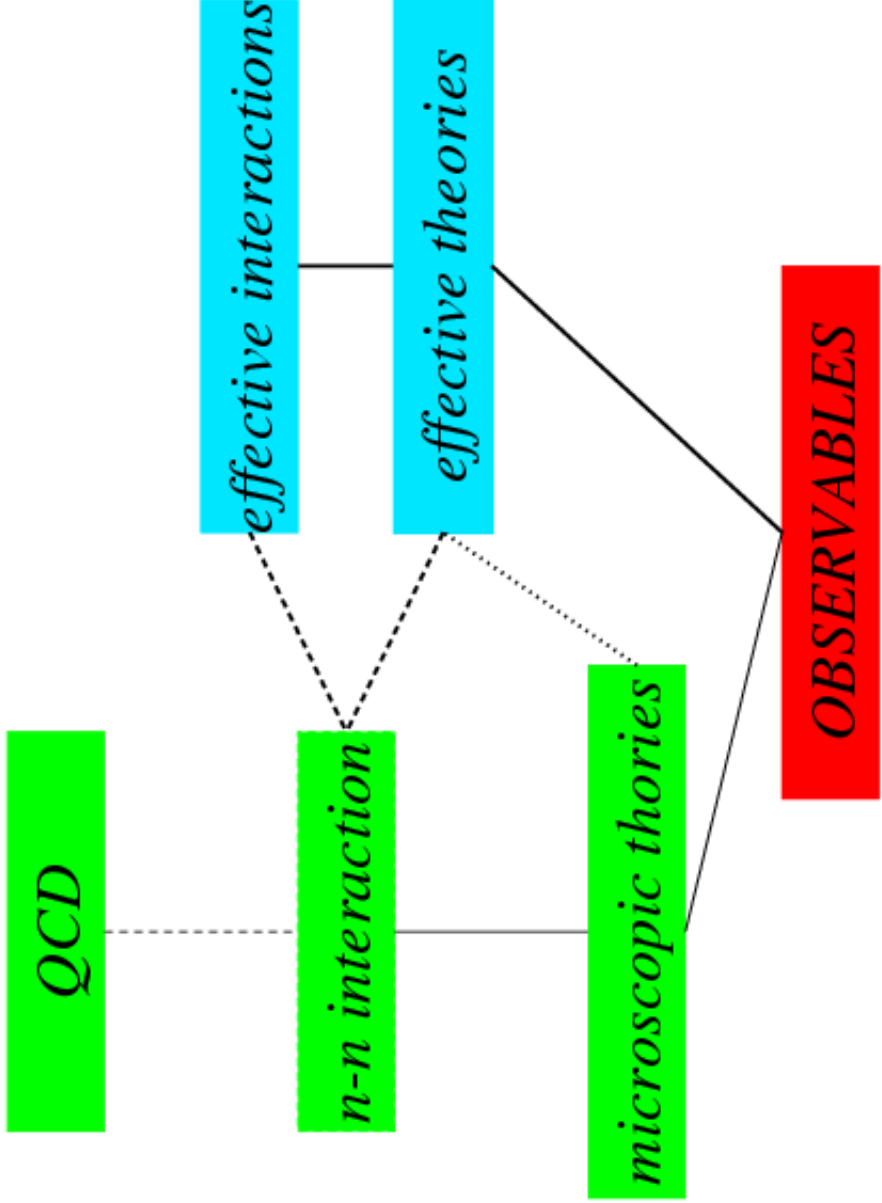 QCD
effective interactions
n-n interaction
effective theories
microscopic thories
OBSERVABLES